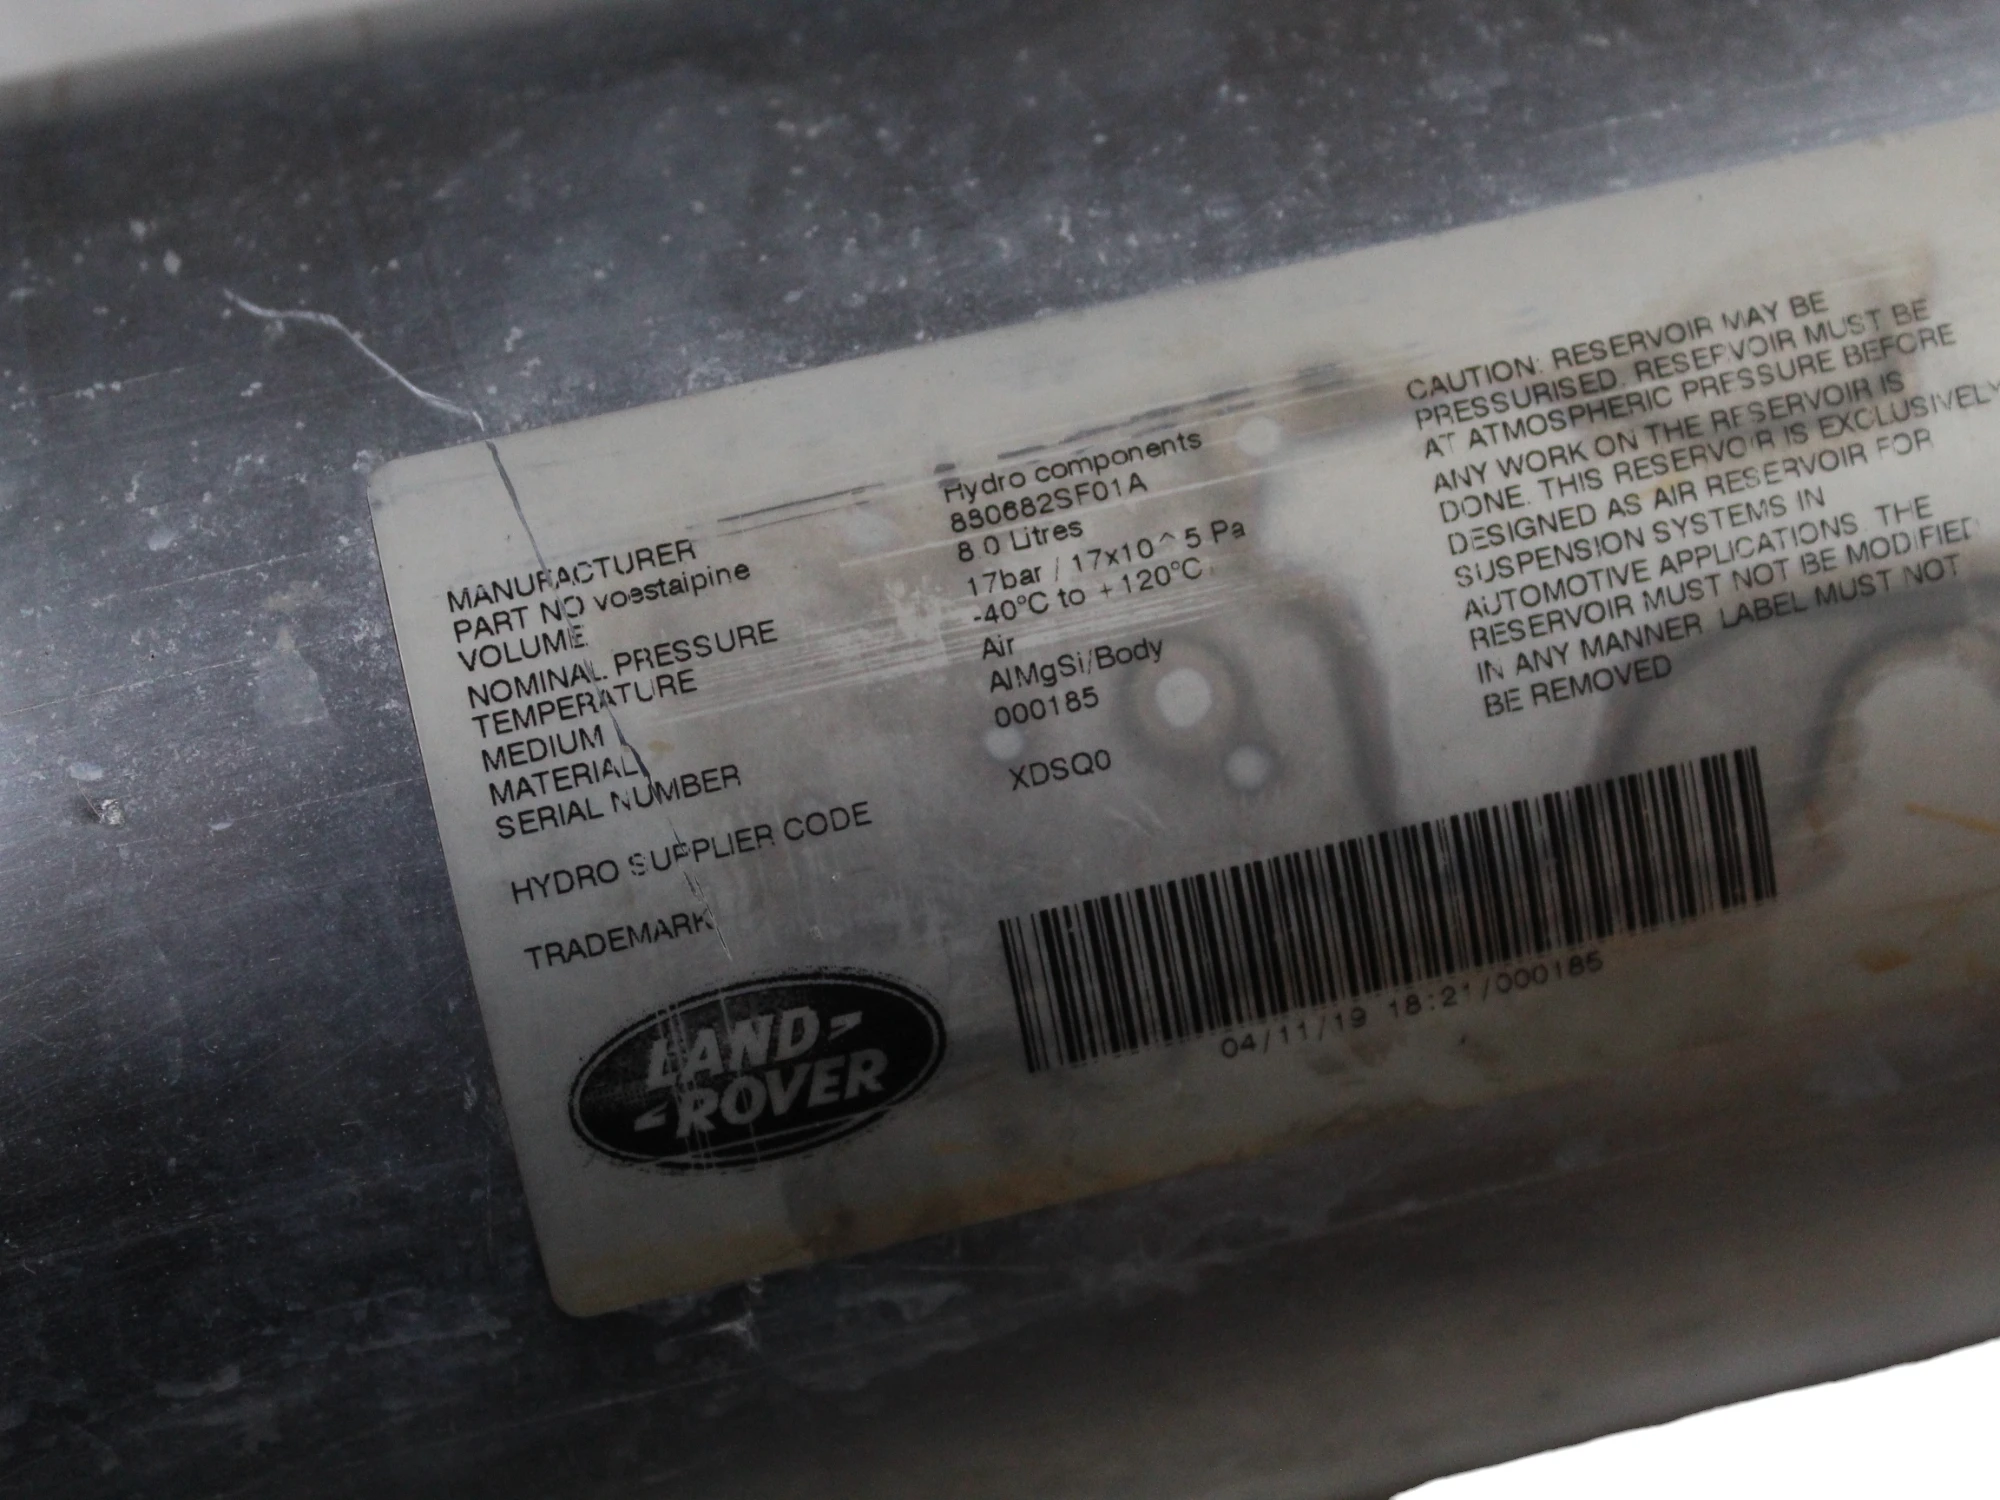 MANUFACTURER Hydro components
PART NO voestalpine 880682SF01A
VOLUME 8.0 Litres
NOMINAL PRESSURE 17bar / 17x10^5 Pa
TEMPERATURE -40°C to +120°C
MEDIUM Air
MATERIAL AlMgSi/Body
SERIAL NUMBER 000185
HYDRO SUPPLIER CODE XDSQ0
TRADEMARK
LAND-
-ROVER
CAUTION: RESERVOIR MAY BE
PRESSURISED. RESERVOIR MUST BE
AT ATMOSPHERIC PRESSURE BEFORE
ANY WORK ON THE RESERVOIR IS
DONE. THIS RESERVOIR IS EXCLUSIVELY
DESIGNED AS AIR RESERVOIR FOR
SUSPENSION SYSTEMS IN
AUTOMOTIVE APPLICATIONS. THE
RESERVOIR MUST NOT BE MODIFIED
IN ANY MANNER. LABEL MUST NOT
BE REMOVED
04/11/19 18:21/000185